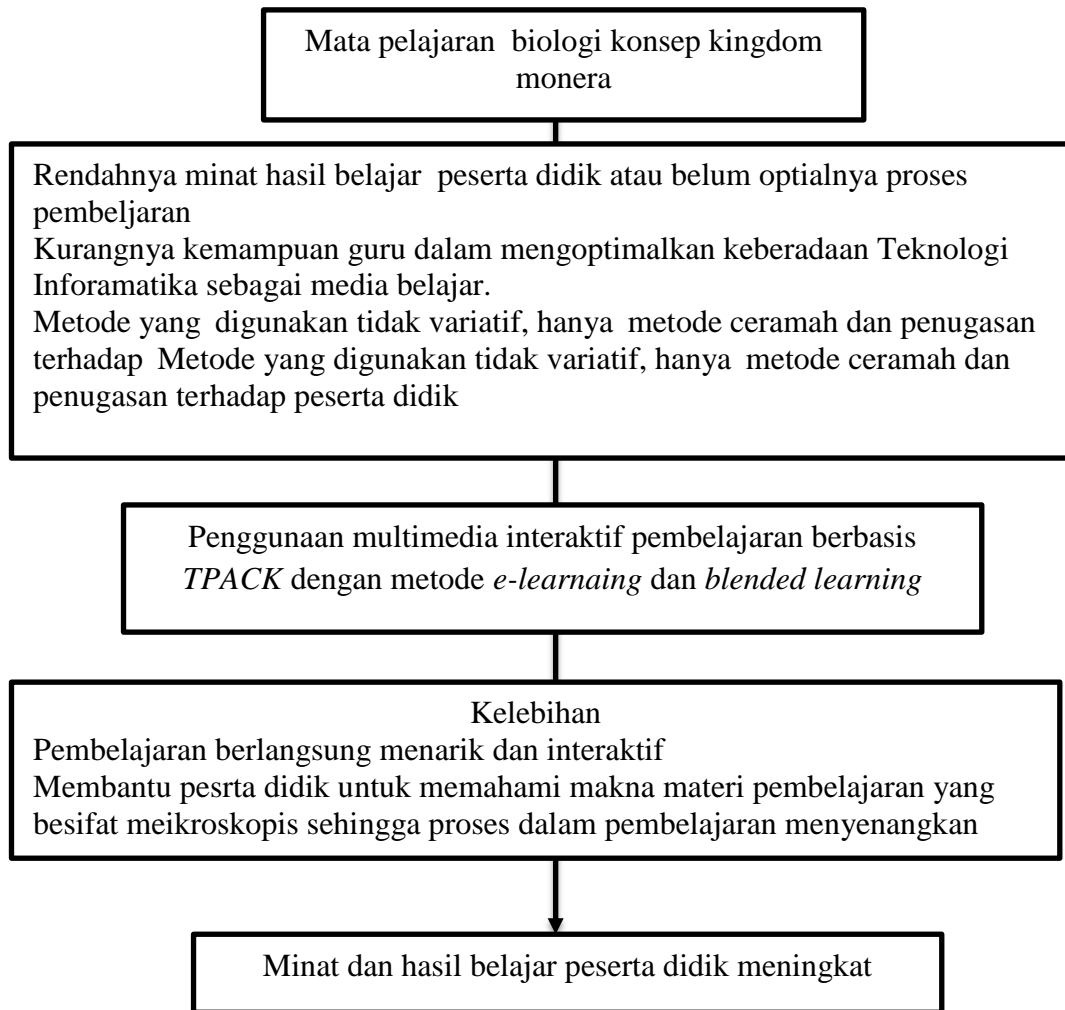 Mata pelajaran biologi konsep kingdom
monera
Rendahnya minat hasil belajar peserta didik atau belum optialnya proses
pembeljaran
Kurangnya kemampuan guru dalam mengoptimalkan keberadaan Teknologi
Inforamatika sebagai media belajar.
Metode yang digunakan tidak variatif, hanya metode ceramah dan penugasan
terhadap Metode yang digunakan tidak variatif, hanya metode ceramah dan
penugasan terhadap peserta didik
Penggunaan multimedia interaktif pembelajaran berbasis
TPACK dengan metode e-learnaing dan blended learning
Kelebihan
Pembelajaran berlangsung menarik dan interaktif
Membantu pesrta didik untuk memahami makna materi pembelajaran yang
besifat meikroskopis sehingga proses dalam pembelajaran menyenangkan
Minat dan hasil belajar peserta didik meningkat